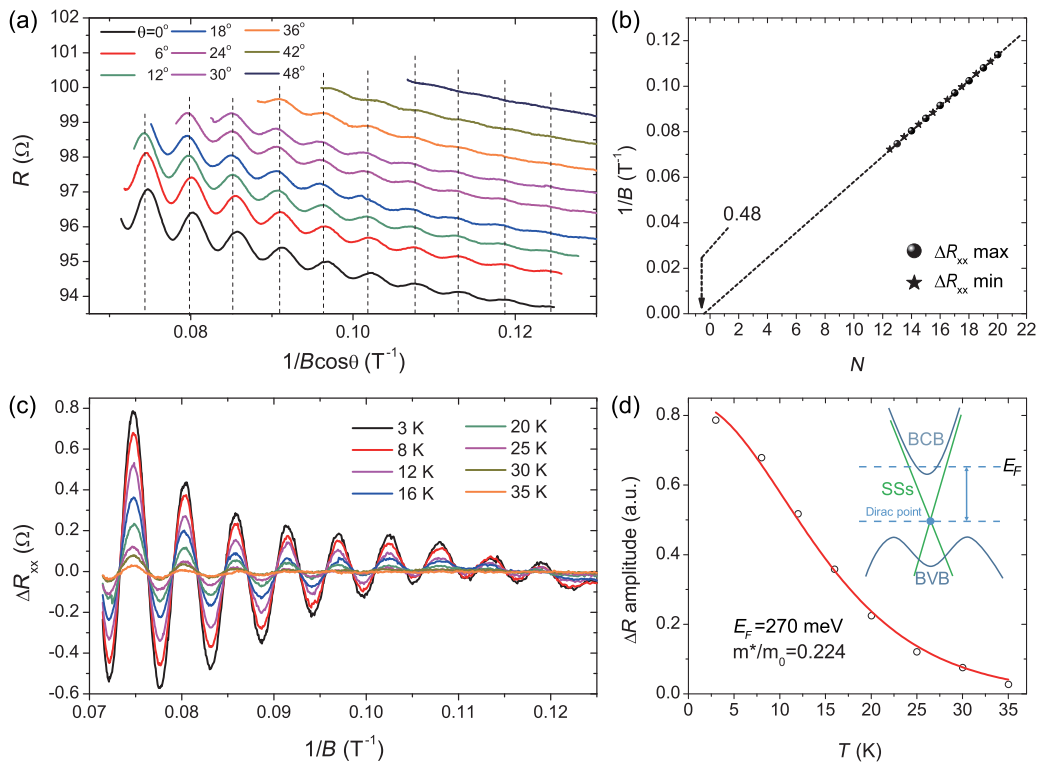 (a)
102
101
100
99
98
97
96
95
94
R (Ω)
θ=0° 18° 36°
6° 24° 42°
12° 30° 48°
0.08 0.10 0.12
1/Bcosθ (T⁻¹)
(b)
0.12
0.10
0.08
0.06
0.04
0.02
0.00
1/B (T⁻¹)
0.48
ΔRxx max
ΔRxx min
0 2 4 6 8 10 12 14 16 18 20 22
N
(c)
0.8
0.6
0.4
0.2
0.0
-0.2
-0.4
-0.6
ΔRxx (Ω)
3 K 20 K
8 K 25 K
12 K 30 K
16 K 35 K
0.07 0.08 0.09 0.10 0.11 0.12
1/B (T⁻¹)
(d)
0.8
0.6
0.4
0.2
0.0
ΔR amplitude (a.u.)
BCB
EF
SSs
Dirac point
BVB
EF=270 meV
m*/m0=0.224
0 5 10 15 20 25 30 35
T (K)